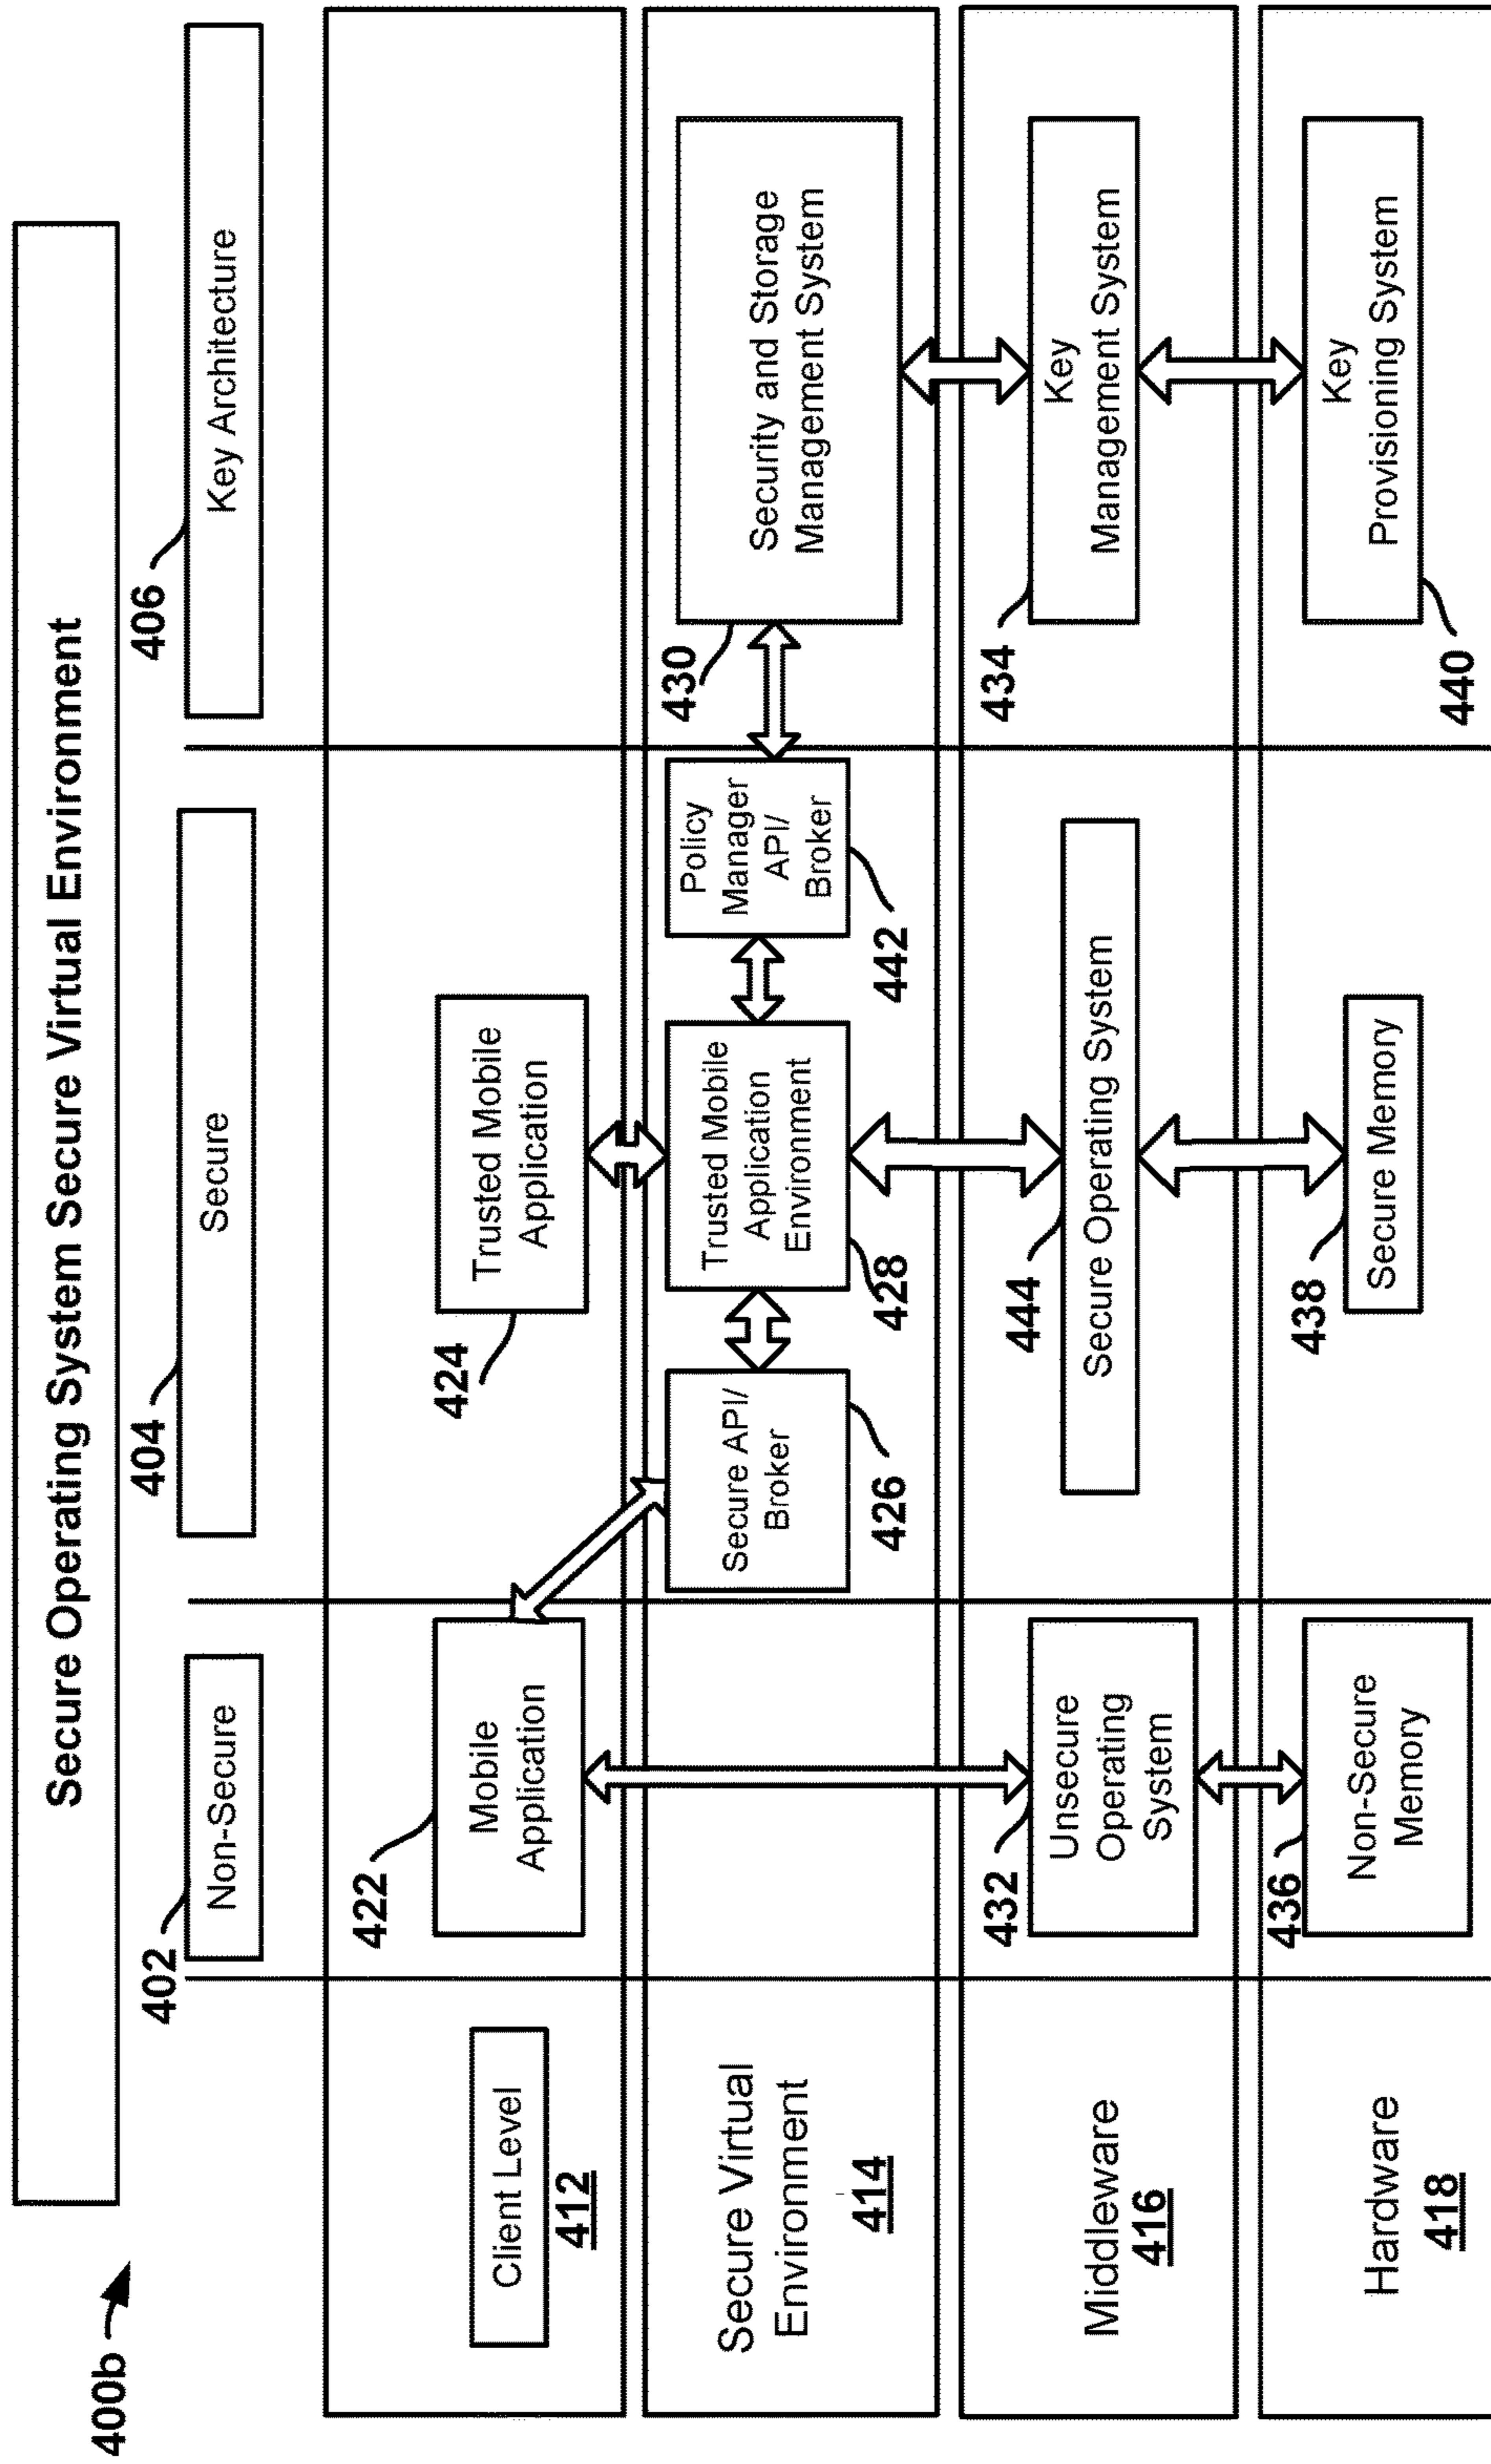 400b
Secure Operating System Secure Virtual Environment
402
404
406
Non-Secure
Secure
Key Architecture
Client Level
412
422
Mobile
Application
424
Trusted Mobile
Application
Secure Virtual
Environment
414
Secure API/
Broker
426
Trusted Mobile
Application
Environment
428
Policy
Manager
API/
Broker
442
430
Security and Storage
Management System
Middleware
416
432
Unsecure
Operating
System
444
Secure Operating System
434
Key
Management System
Hardware
418
436
Non-Secure
Memory
438
Secure Memory
Key
Provisioning System
440